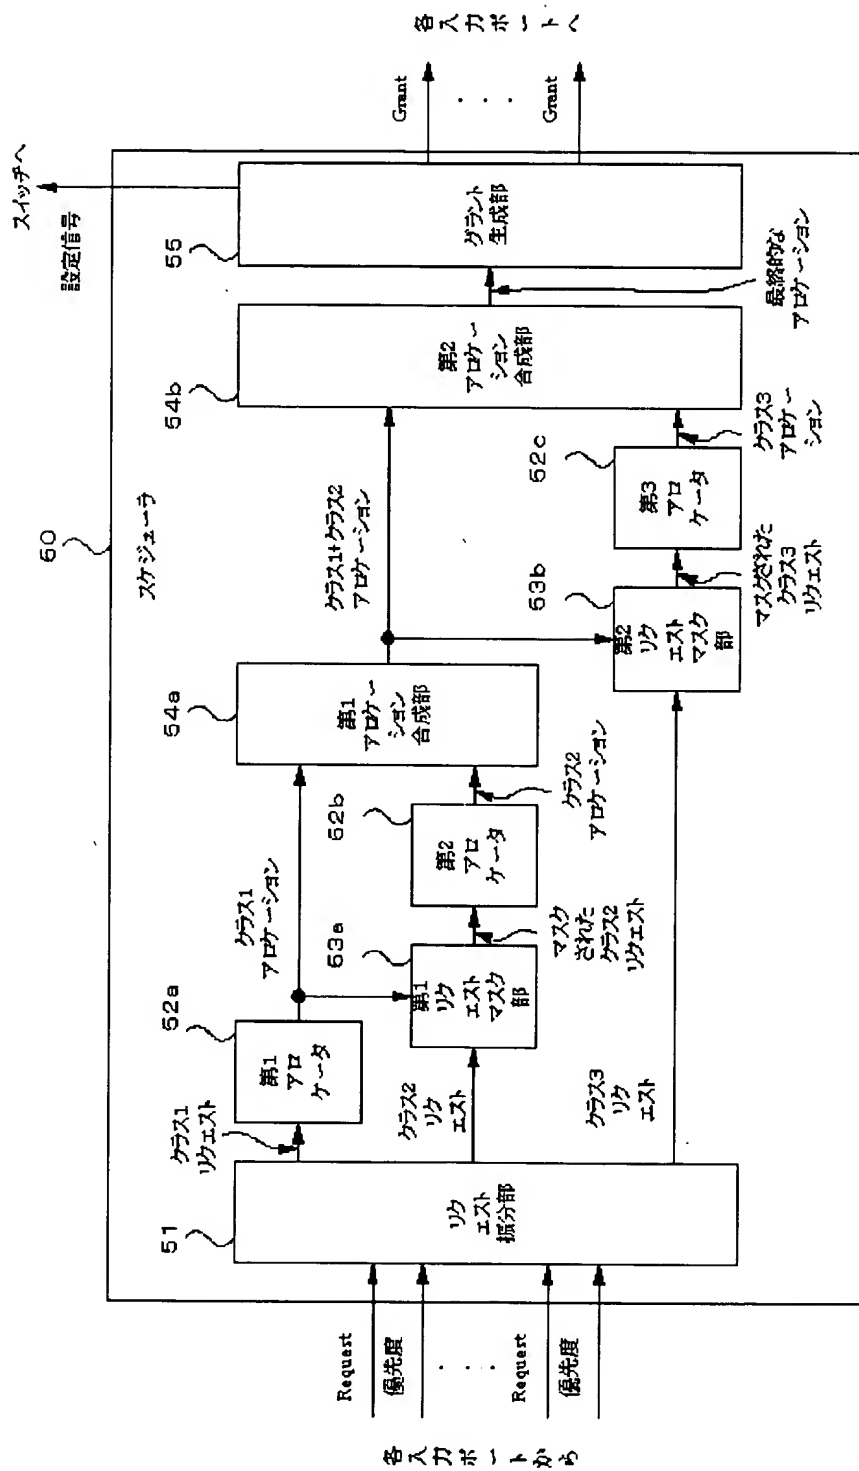 各入力ポートから
Request
優先度
・・・・
Request
優先度
60
スケジューラ
51
リク
エスト
振分部
クラス1
リクエスト
クラス2
リク
エスト
クラス3
リク
エスト
52a
第1
アロ
ケータ
クラス1
アロケーション
53a
第1
リク
エスト
マスク
部
マスク
された
クラス2
リクエスト
52b
第2
アロ
ケータ
クラス2
アロケーション
54a
第1
アロケー
ション
合成部
クラス1+クラス2
アロケーション
53b
第2
リク
エスト
マスク
部
マスクされた
クラス3
リクエスト
52c
第3
アロ
ケータ
クラス3
アロケー
ション
54b
第2
アロケー
ション
合成部
最終的な
アロケーション
55
グラント
生成部
設定信号
スイッチへ
Grant
・・・・
Grant
各入力ポートへ